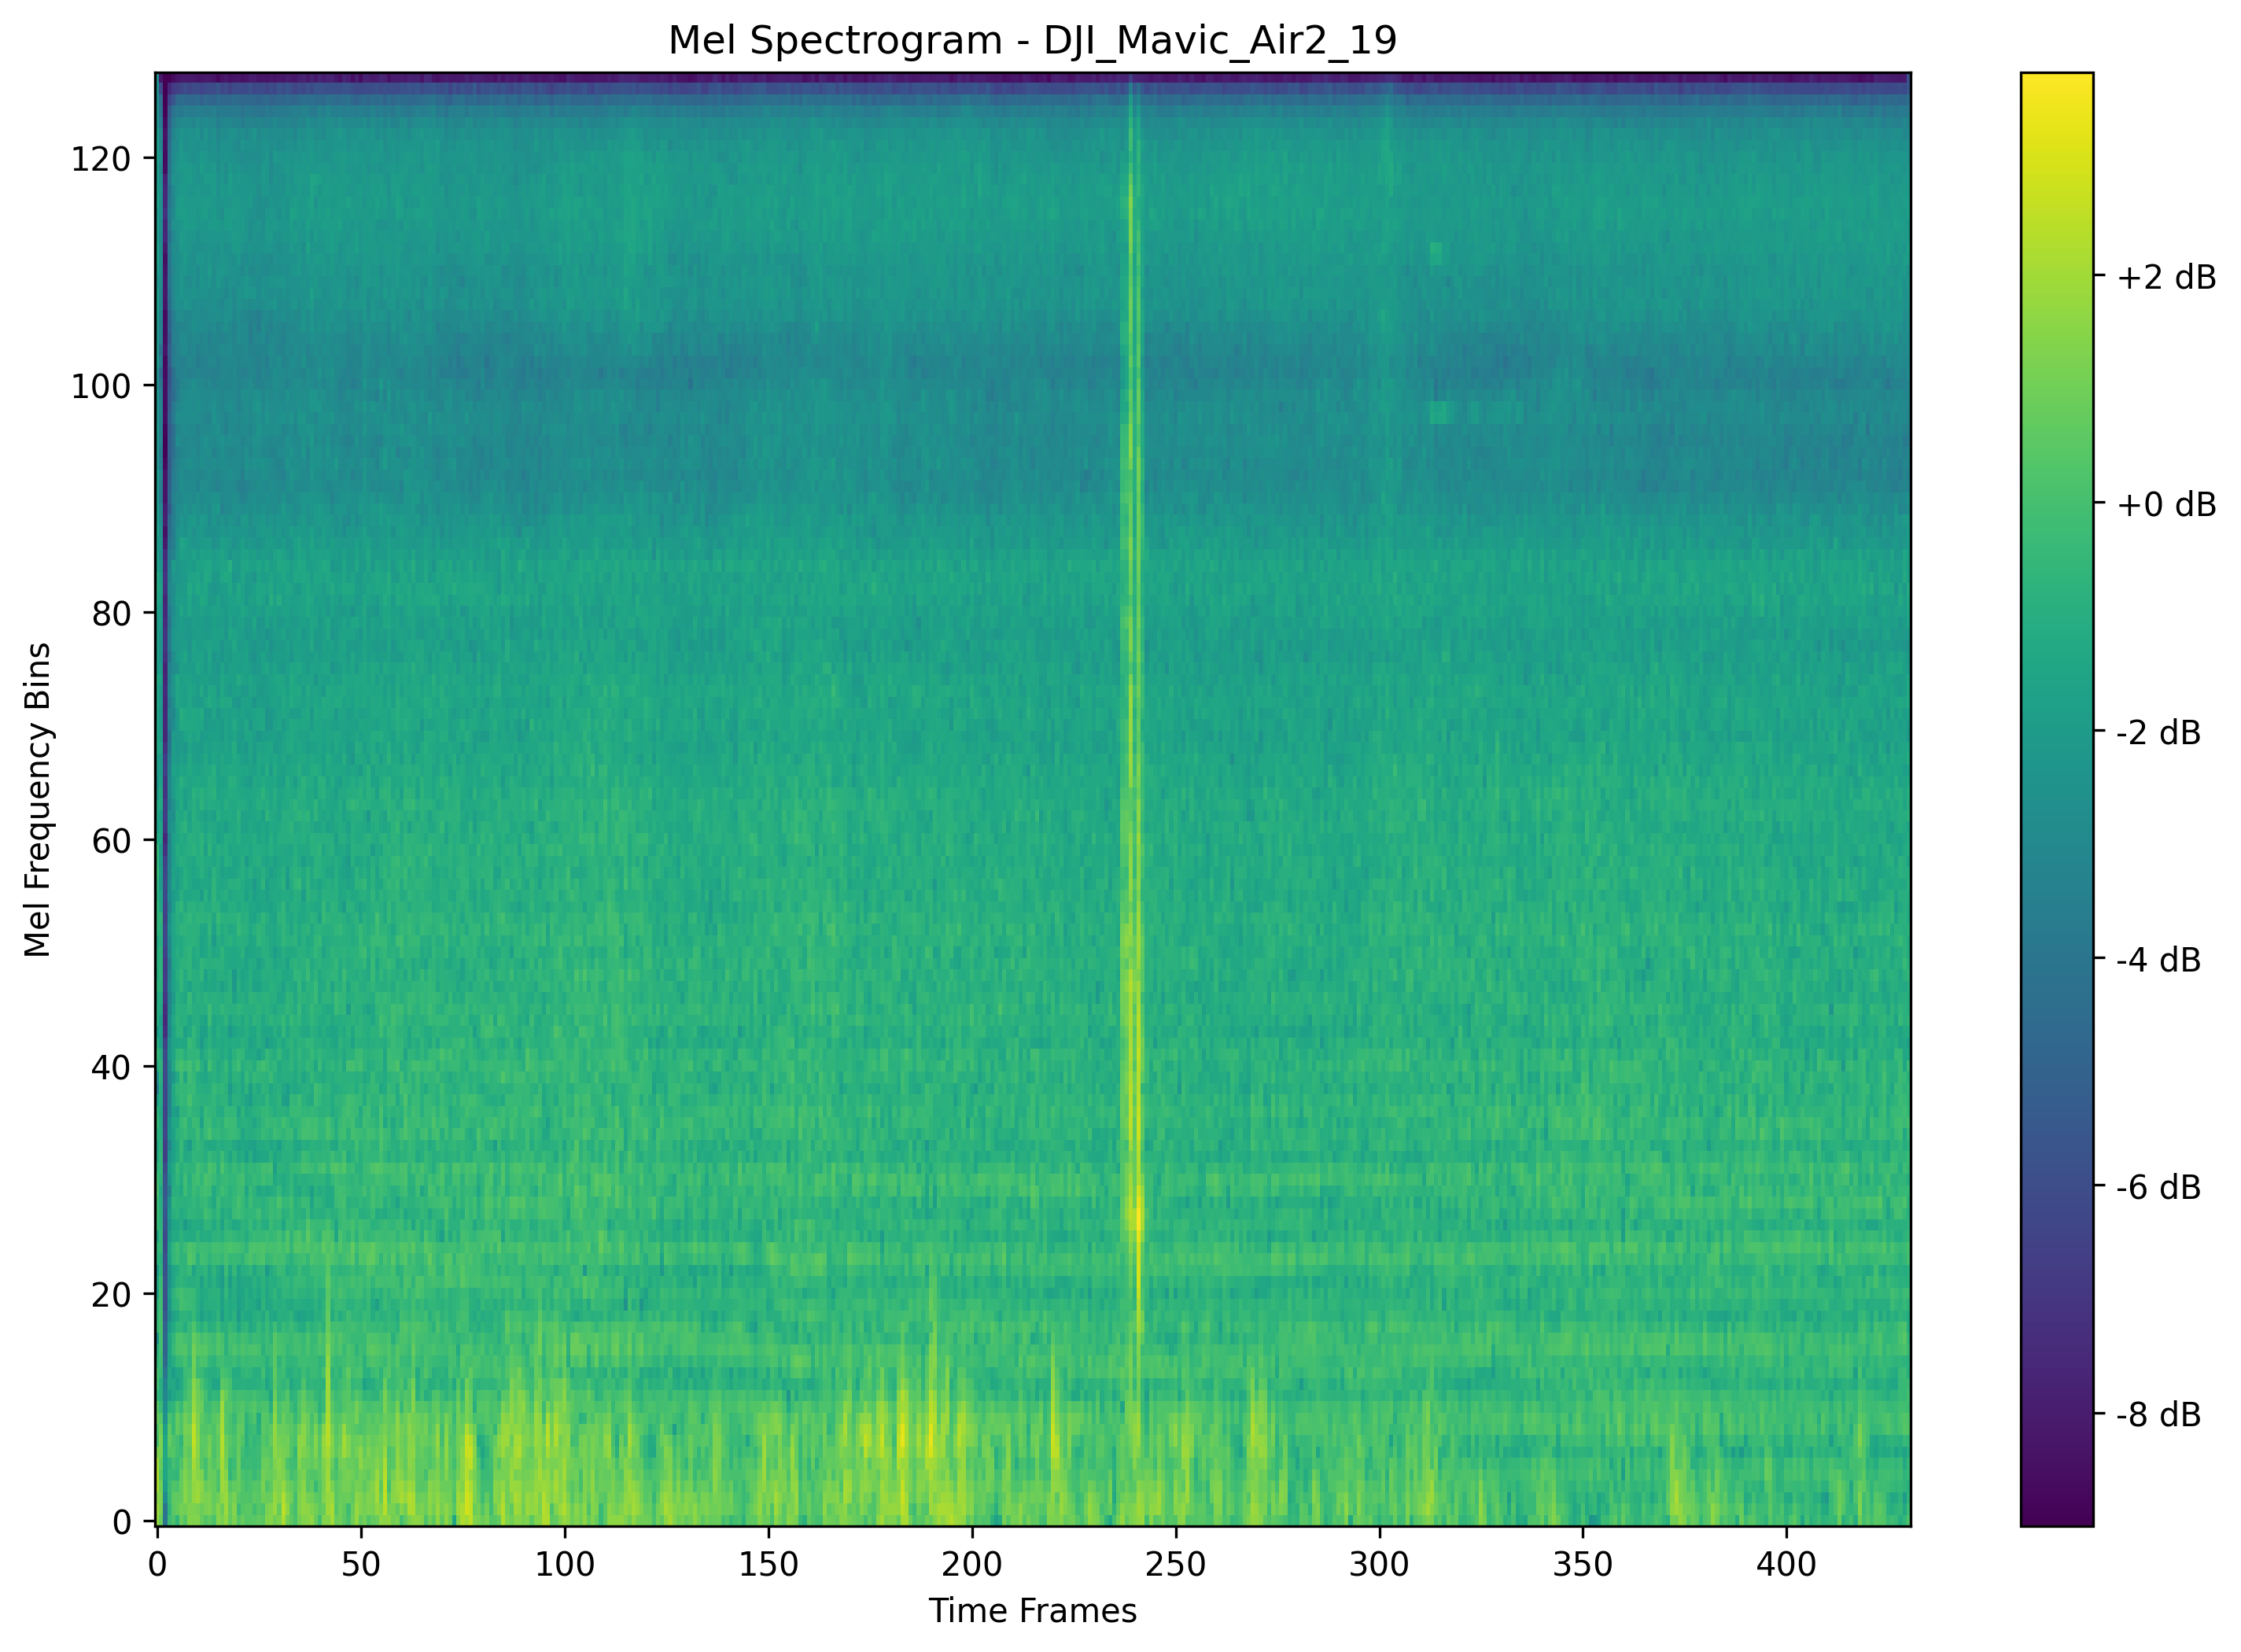 Mel Spectrogram - DJI_Mavic_Air2_19
Mel Frequency Bins
120
100
80
60
40
20
0
0 50 100 150 200 250 300 350 400
Time Frames
+2 dB
+0 dB
-2 dB
-4 dB
-6 dB
-8 dB